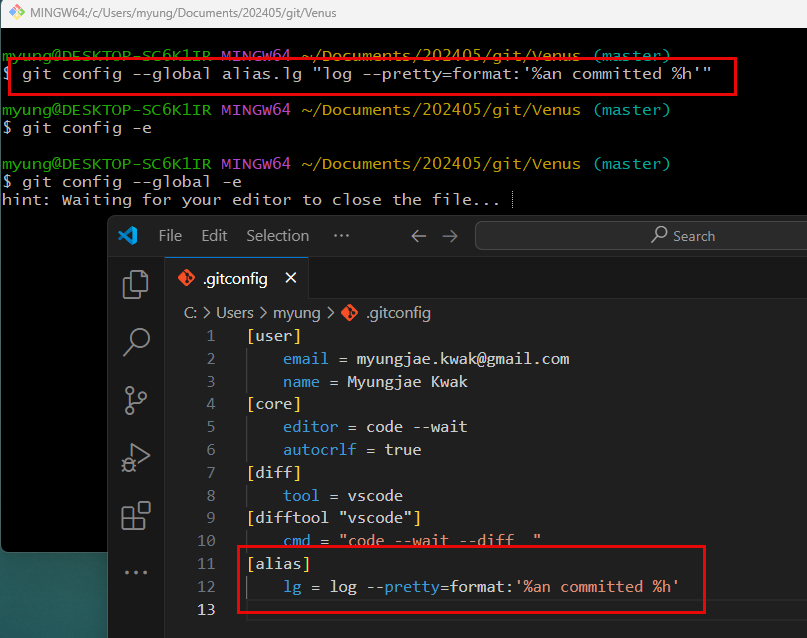 MINGW64:/c/Users/myung/Documents/202405/git/Venus
myung@DESKTOP-SC6K1IR MINGW64 ~/Documents/202405/git/Venus (master)
$ git config --global alias.lg "log --pretty=format:'%an committed %h'"
myung@DESKTOP-SC6K1IR MINGW64 ~/Documents/202405/git/Venus (master)
$ git config -e
myung@DESKTOP-SC6K1IR MINGW64 ~/Documents/202405/git/Venus (master)
$ git config --global -e
hint: Waiting for your editor to close the file...
File Edit Selection ··· Search
.gitconfig
C: > Users > myung > .gitconfig
1 [user]
2 email = myungjae.kwak@gmail.com
3 name = Myungjae Kwak
4 [core]
5 editor = code --wait
6 autocrlf = true
7 [diff]
8 tool = vscode
9 [difftool "vscode"]
10 cmd = "code --wait --diff  "
11 [alias]
12 lg = log --pretty=format:'%an committed %h'
13